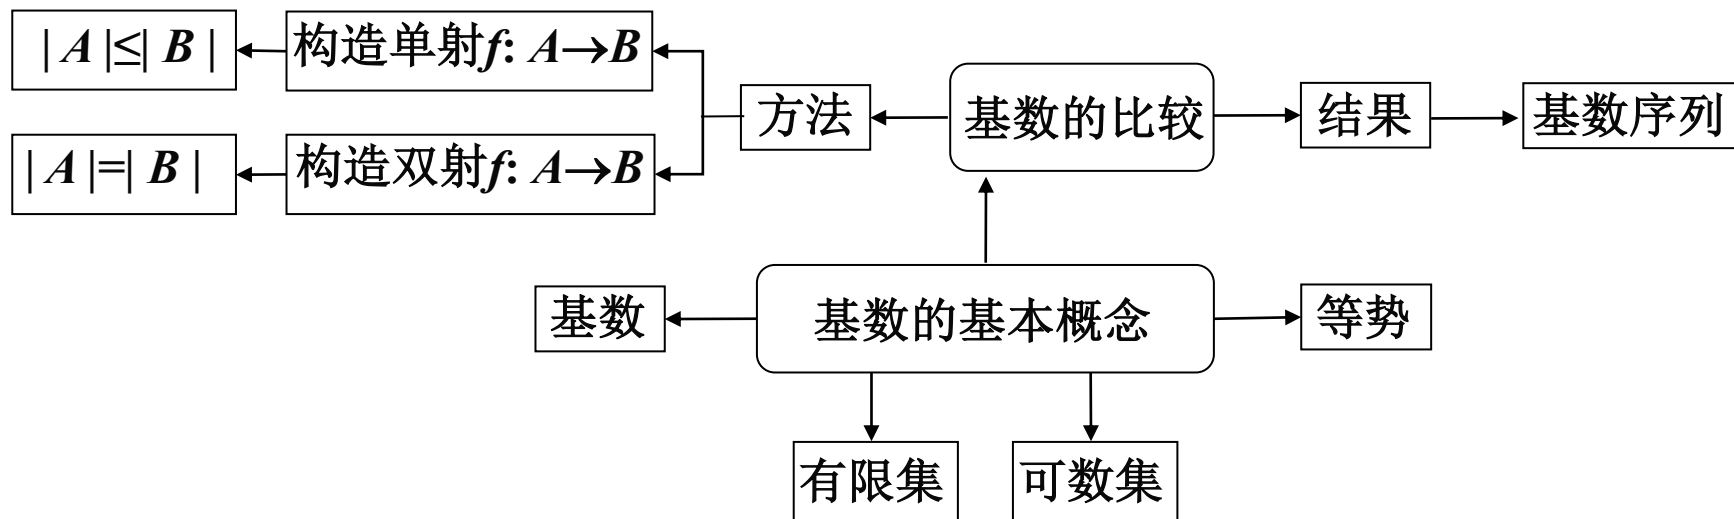 | A |≤| B |
构造单射f: A→B
方法
基数的比较
结果
基数序列
| A |=| B |
构造双射f: A→B
基数
基数的基本概念
等势
有限集
可数集